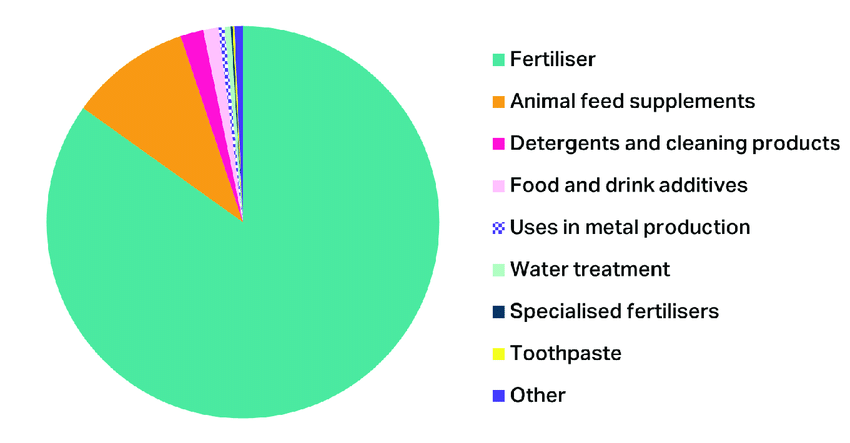 Fertiliser
Animal feed supplements
Detergents and cleaning products
Food and drink additives
Uses in metal production
Water treatment
Specialised fertilisers
Toothpaste
Other